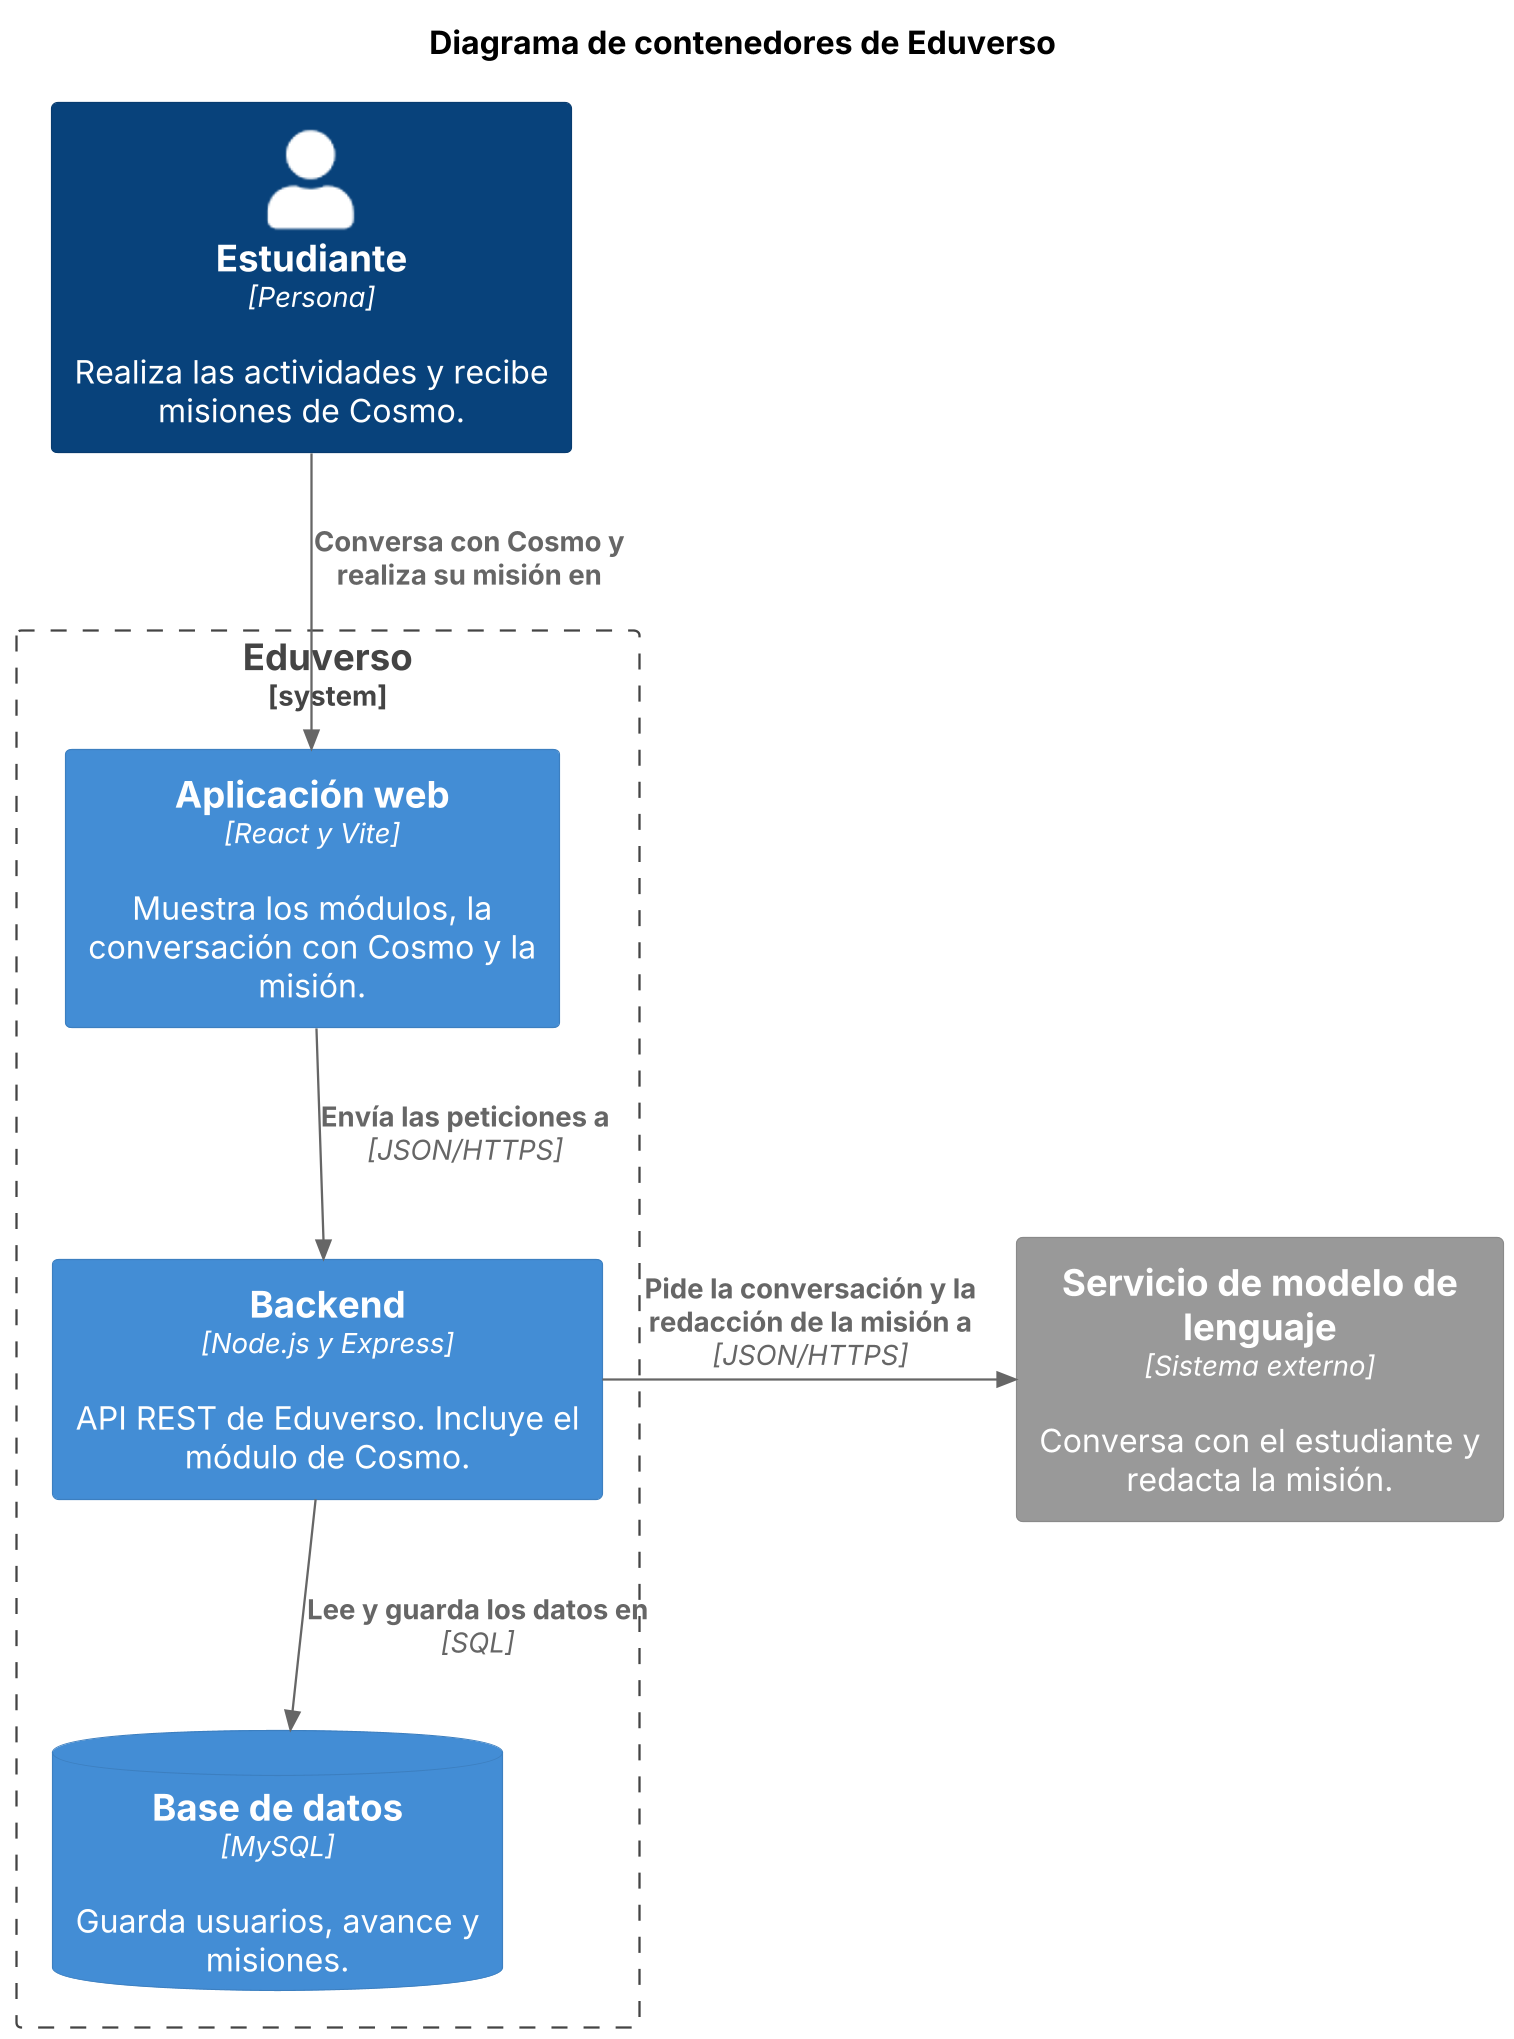 Diagrama de contenedores de Eduverso
Estudiante
[Persona]
Realiza las actividades y recibe
misiones de Cosmo.
Conversa con Cosmo y
realiza su misión en
Eduverso
[system]
Aplicación web
[React y Vite]
Muestra los módulos, la
conversación con Cosmo y la
misión.
Envía las peticiones a
[JSON/HTTPS]
Backend
[Node.js y Express]
API REST de Eduverso. Incluye el
módulo de Cosmo.
Pide la conversación y la
redacción de la misión a
[JSON/HTTPS]
Servicio de modelo de
lenguaje
[Sistema externo]
Conversa con el estudiante y
redacta la misión.
Lee y guarda los datos en
[SQL]
Base de datos
[MySQL]
Guarda usuarios, avance y
misiones.